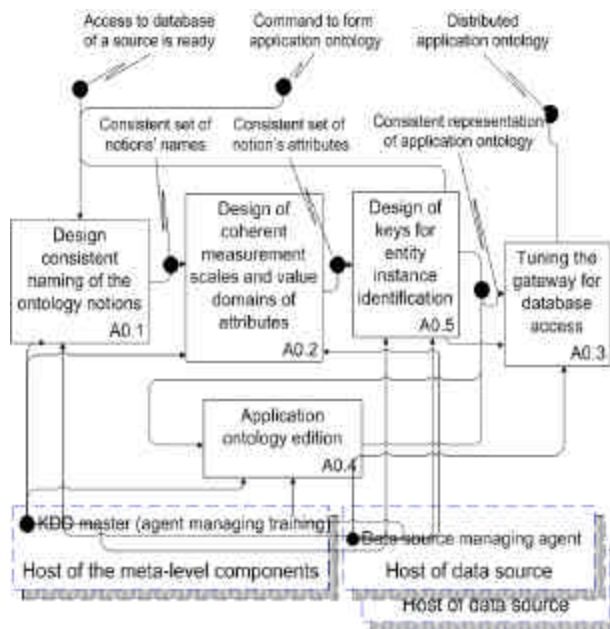 Access to database
of a source is ready
Command to form
application ontology
Distributed
application ontology
Consistent set of
notions' names
Consistent set of
notion's attributes
Consistent representation
of application ontology
Design
consistent
naming of the
ontology notions
A0.1
Design of
coherent
measurement
scales and value
domains of
attributes
A0.2
Design of
keys for
entity
instance
identification
A0.5
Tuning the
gateway for
database
access
A0.3
Application
ontology edition
A0.4
KDD master (agent managing training)
Host of the meta-level components
Data source managing agent
Host of data source
Host of data source